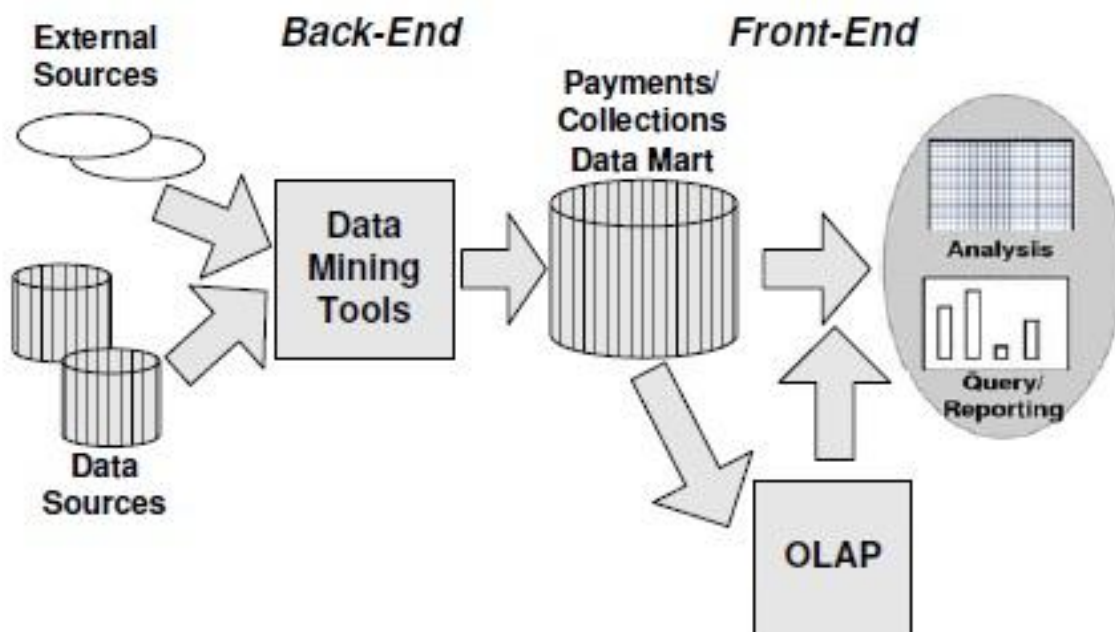 External
Sources
Back-End
Front-End
Payments/
Collections
Data Mart
Data
Mining
Tools
Analysis
Query/
Reporting
Data
Sources
OLAP